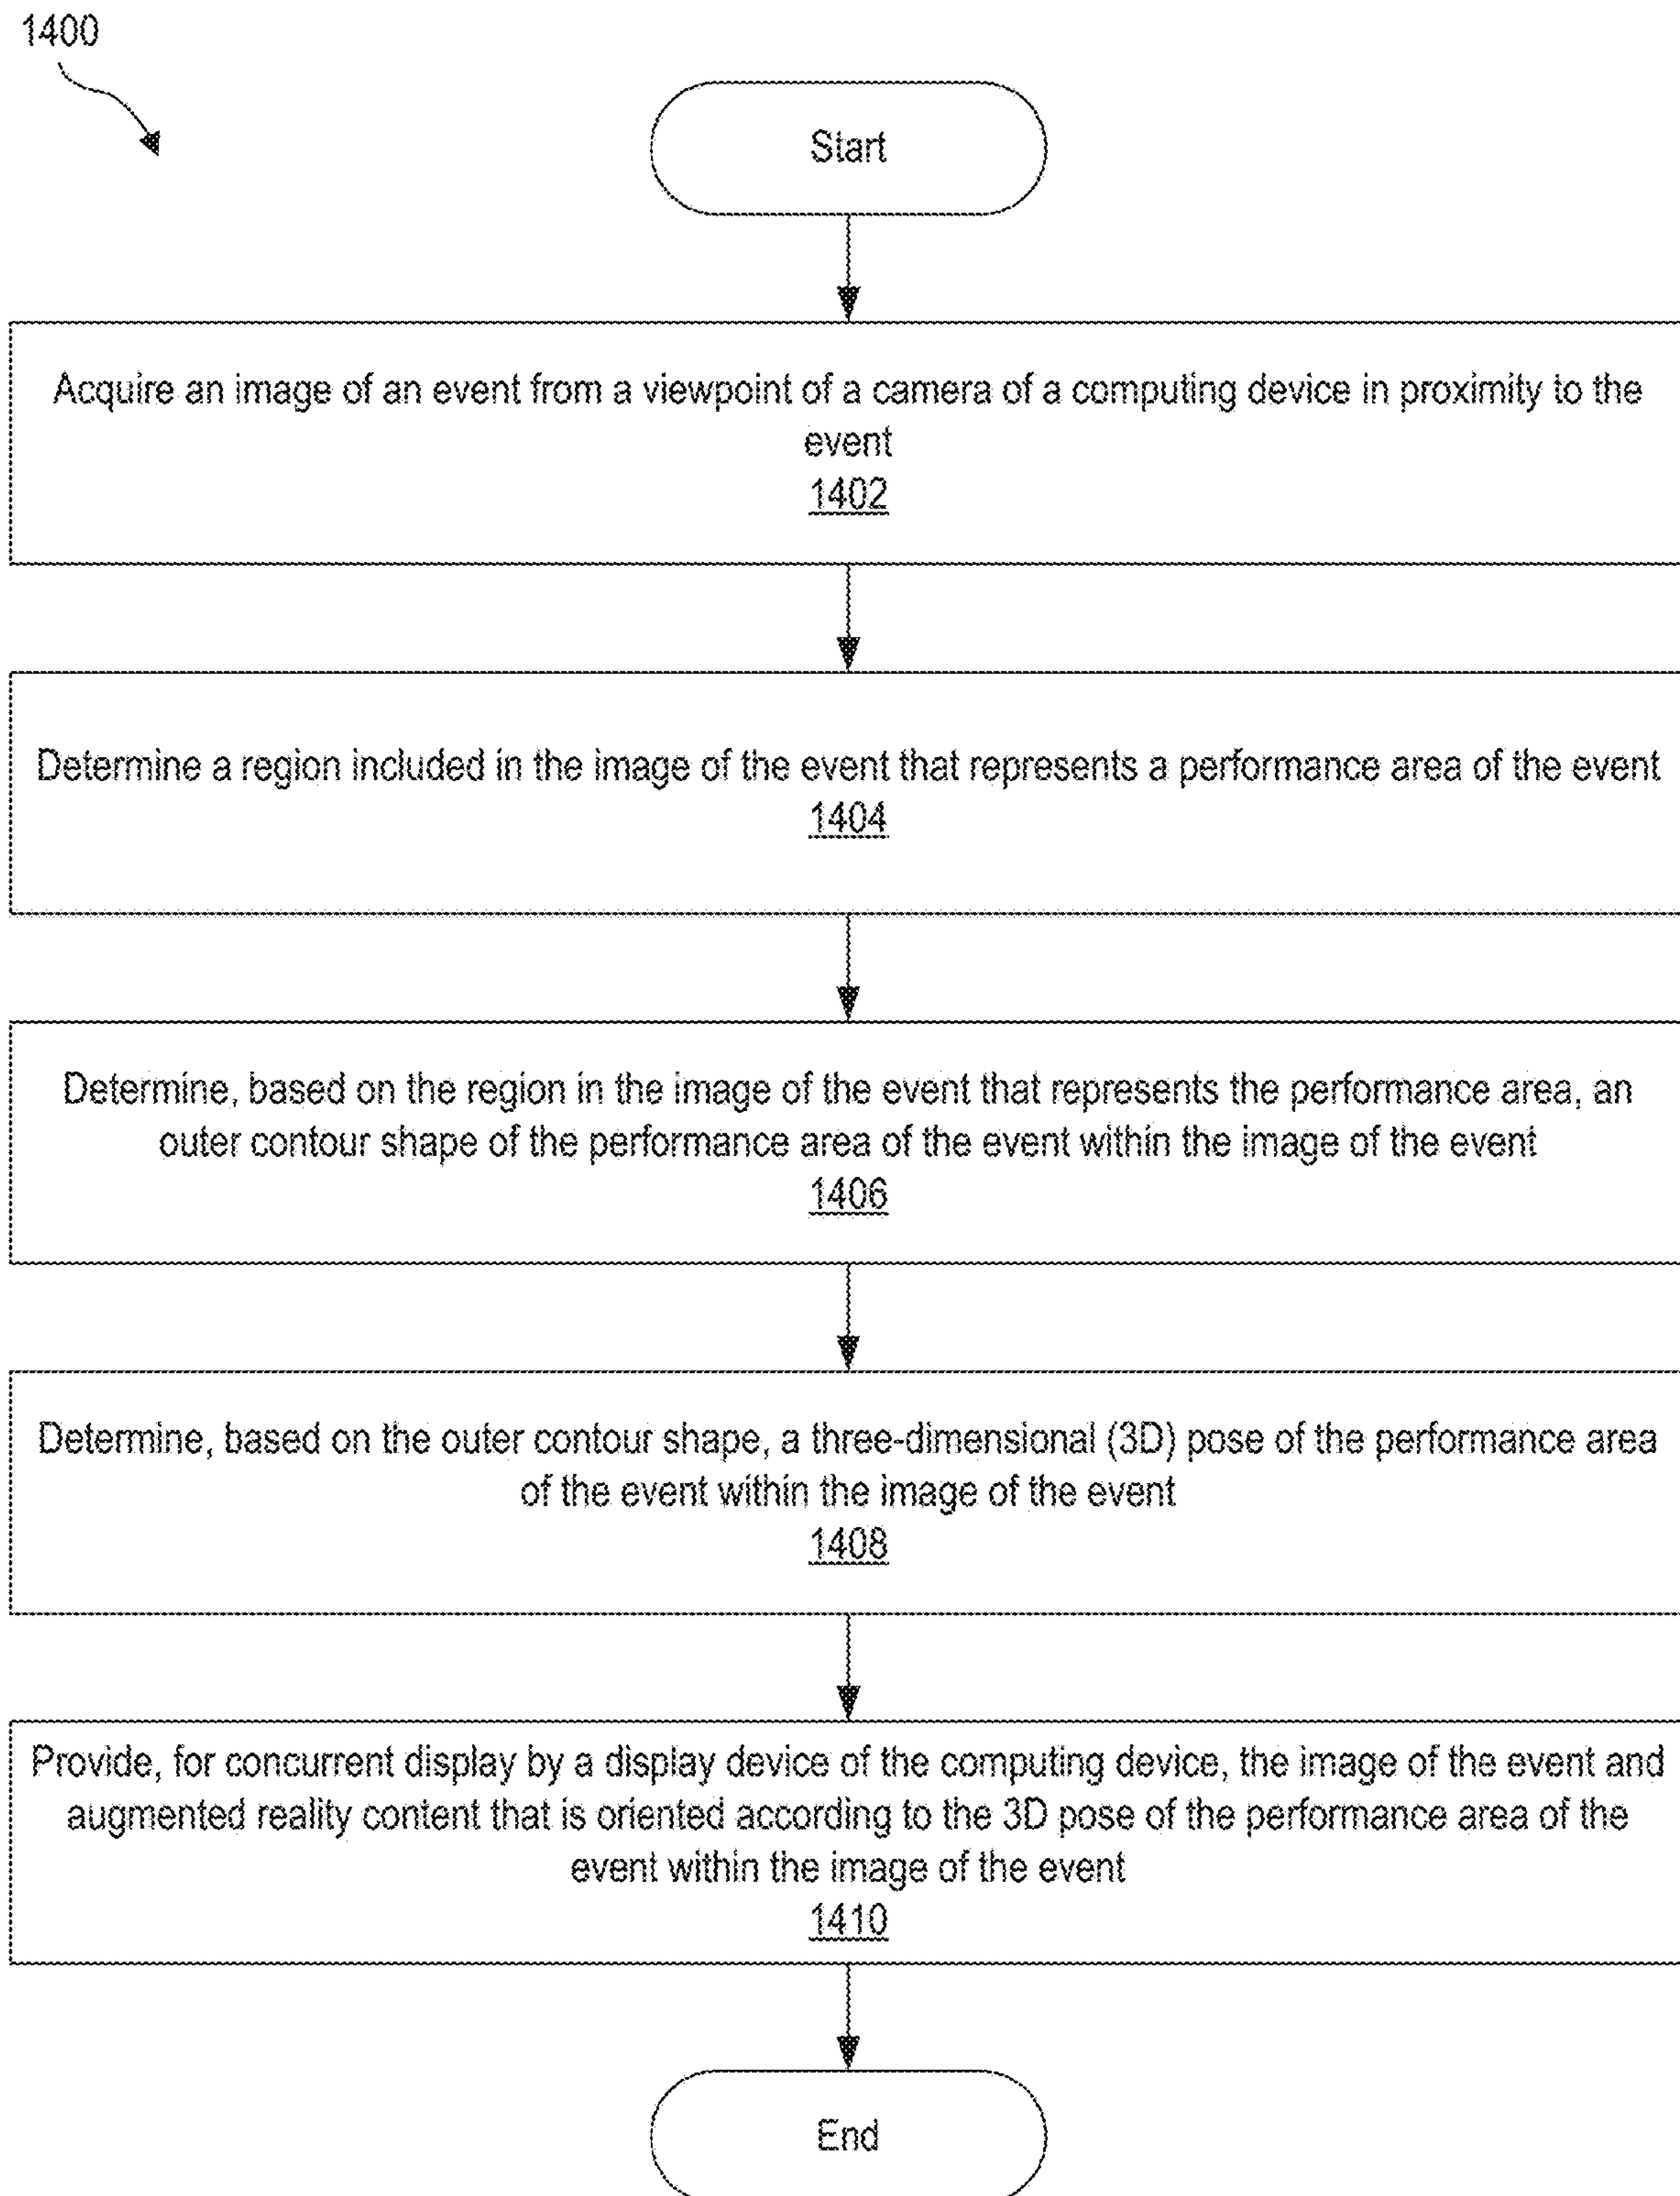 1400
Start
Acquire an image of an event from a viewpoint of a camera of a computing device in proximity to the
event
1402
Determine a region included in the image of the event that represents a performance area of the event
1404
Determine, based on the region in the image of the event that represents the performance area, an
outer contour shape of the performance area of the event within the image of the event
1406
Determine, based on the outer contour shape, a three-dimensional (3D) pose of the performance area
of the event within the image of the event
1408
Provide, for concurrent display by a display device of the computing device, the image of the event and
augmented reality content that is oriented according to the 3D pose of the performance area of the
event within the image of the event
1410
End